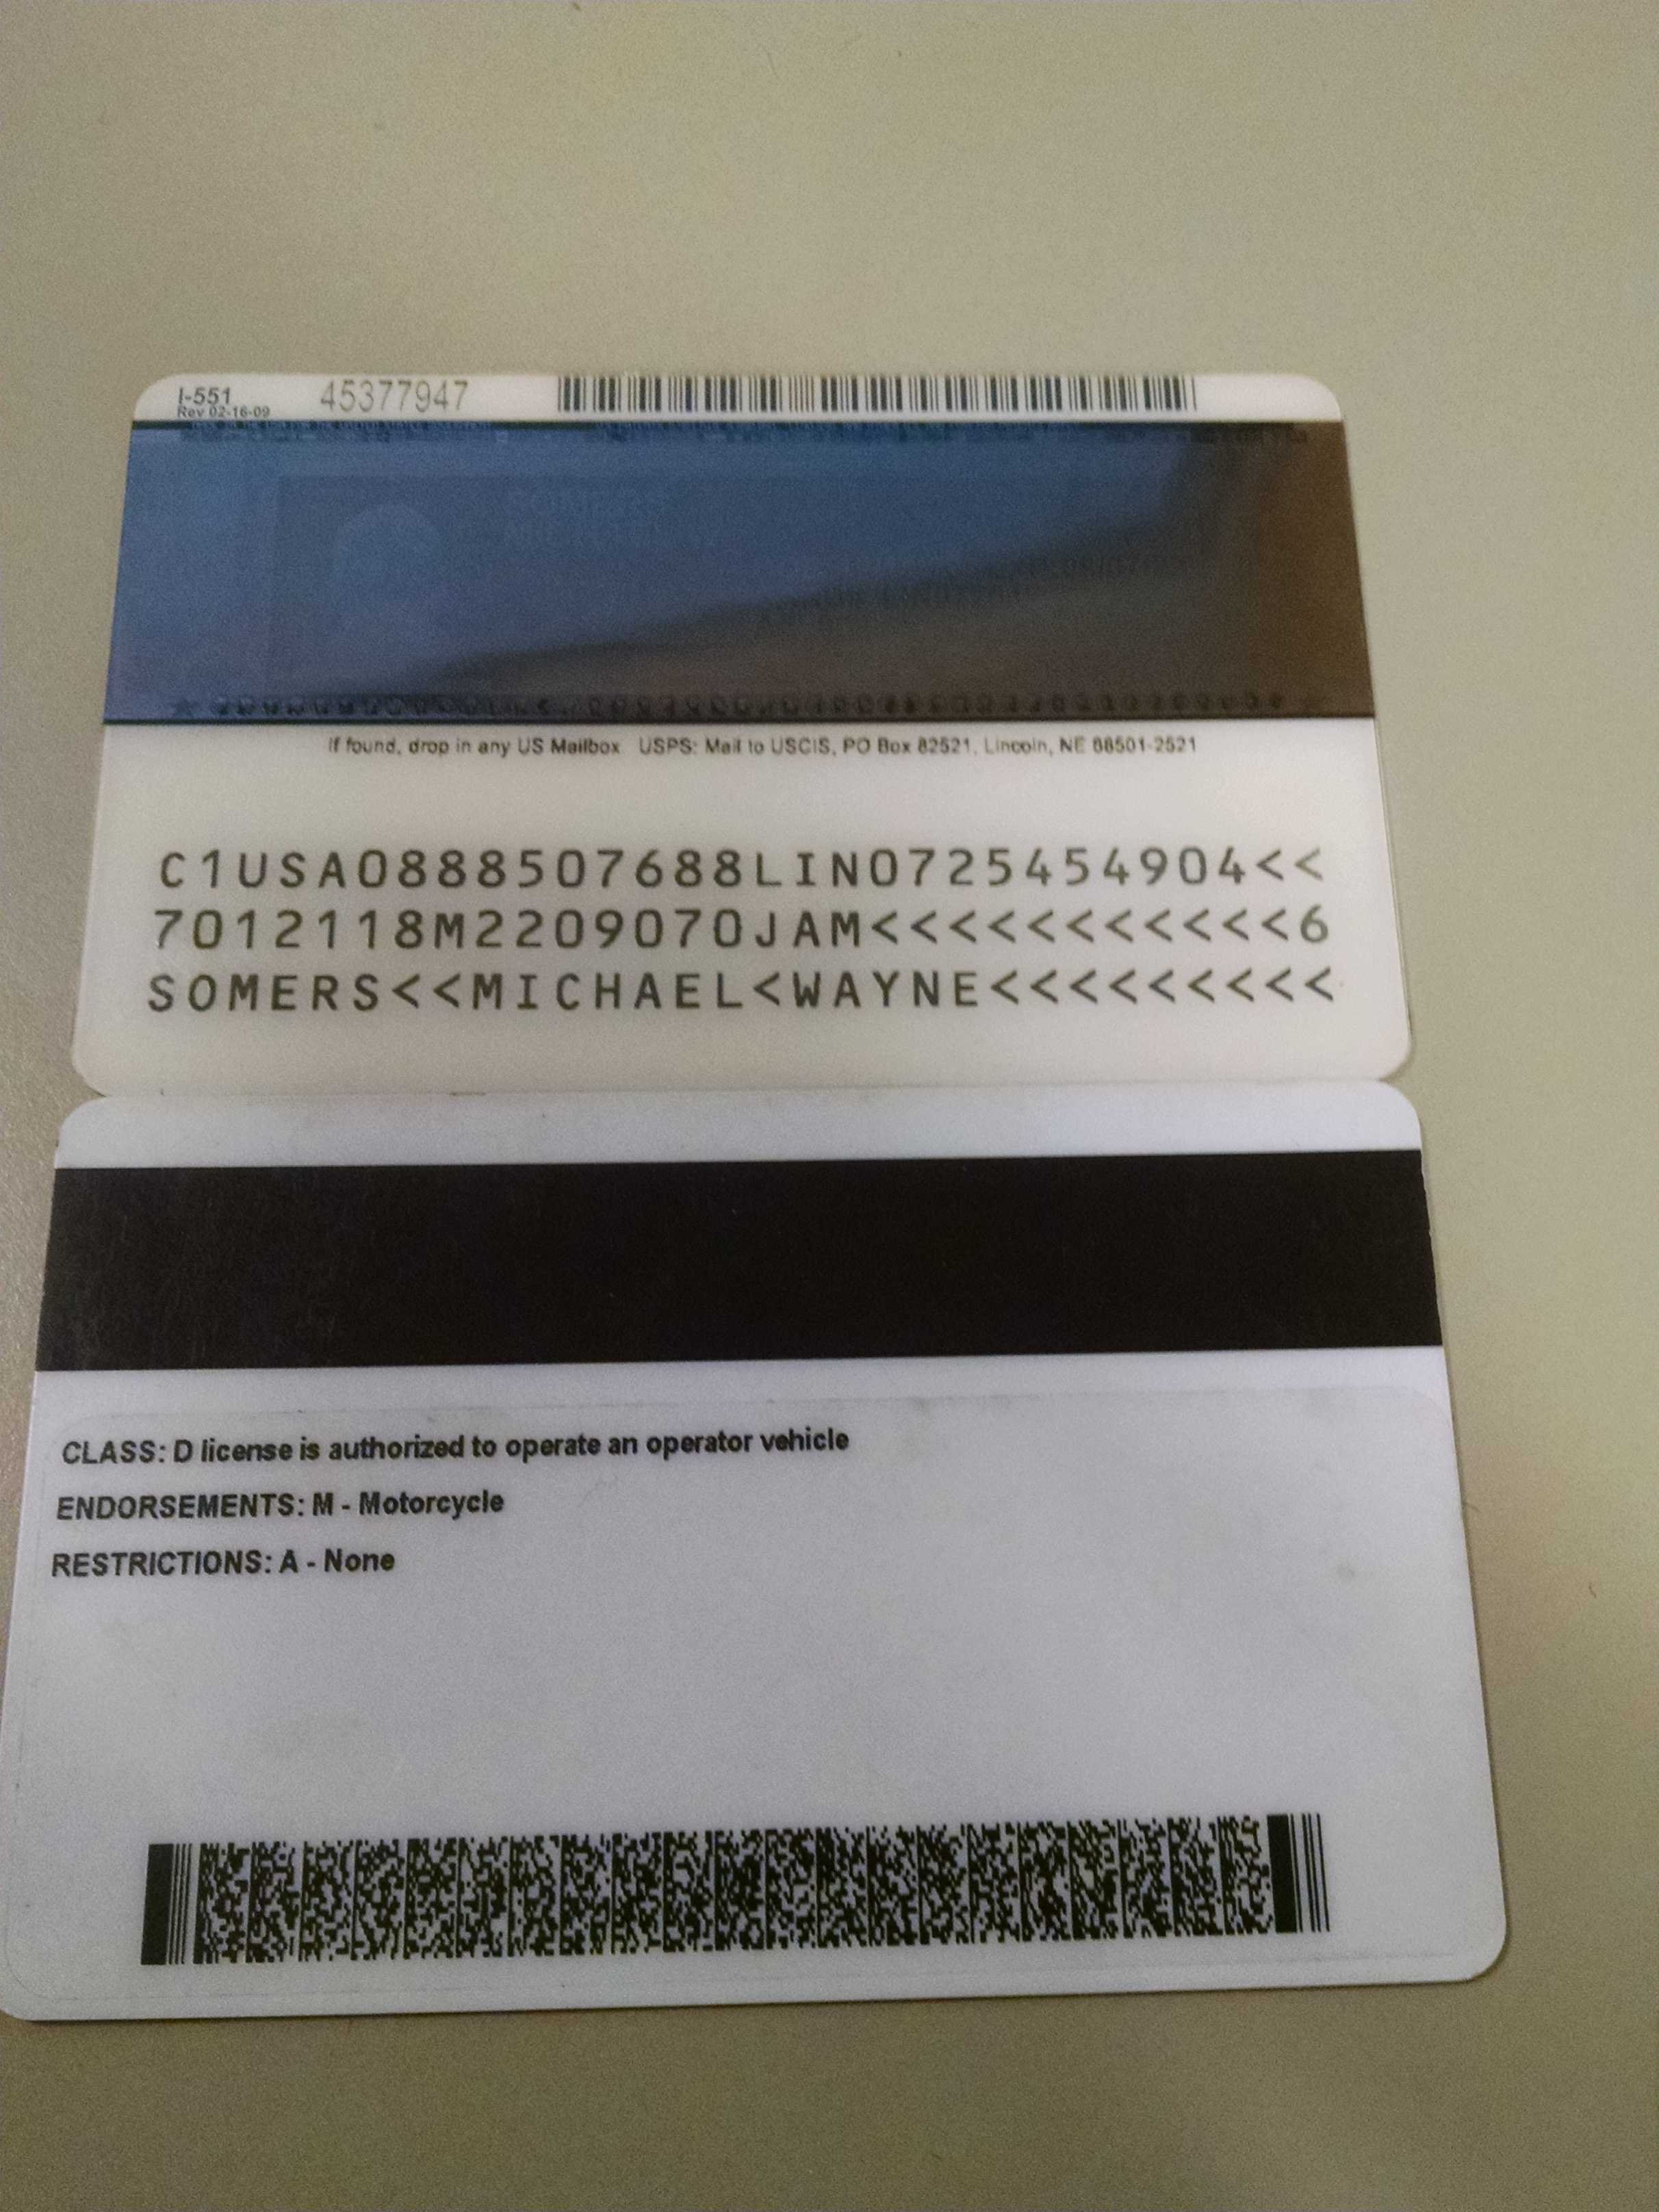 I-551
Rev 02-16-09
45377947
If found, drop in any US Mailbox USPS: Mail to USCIS, PO Box 82521, Lincoln, NE 68501-2521
C1USA0888507688LIN0725454904<<
7012118M2209070JAM<<<<<<<<<<<6
SOMERS<<MICHAEL<WAYNE<<<<<<<<<
CLASS: D license is authorized to operate an operator vehicle
ENDORSEMENTS: M - Motorcycle
RESTRICTIONS: A - None